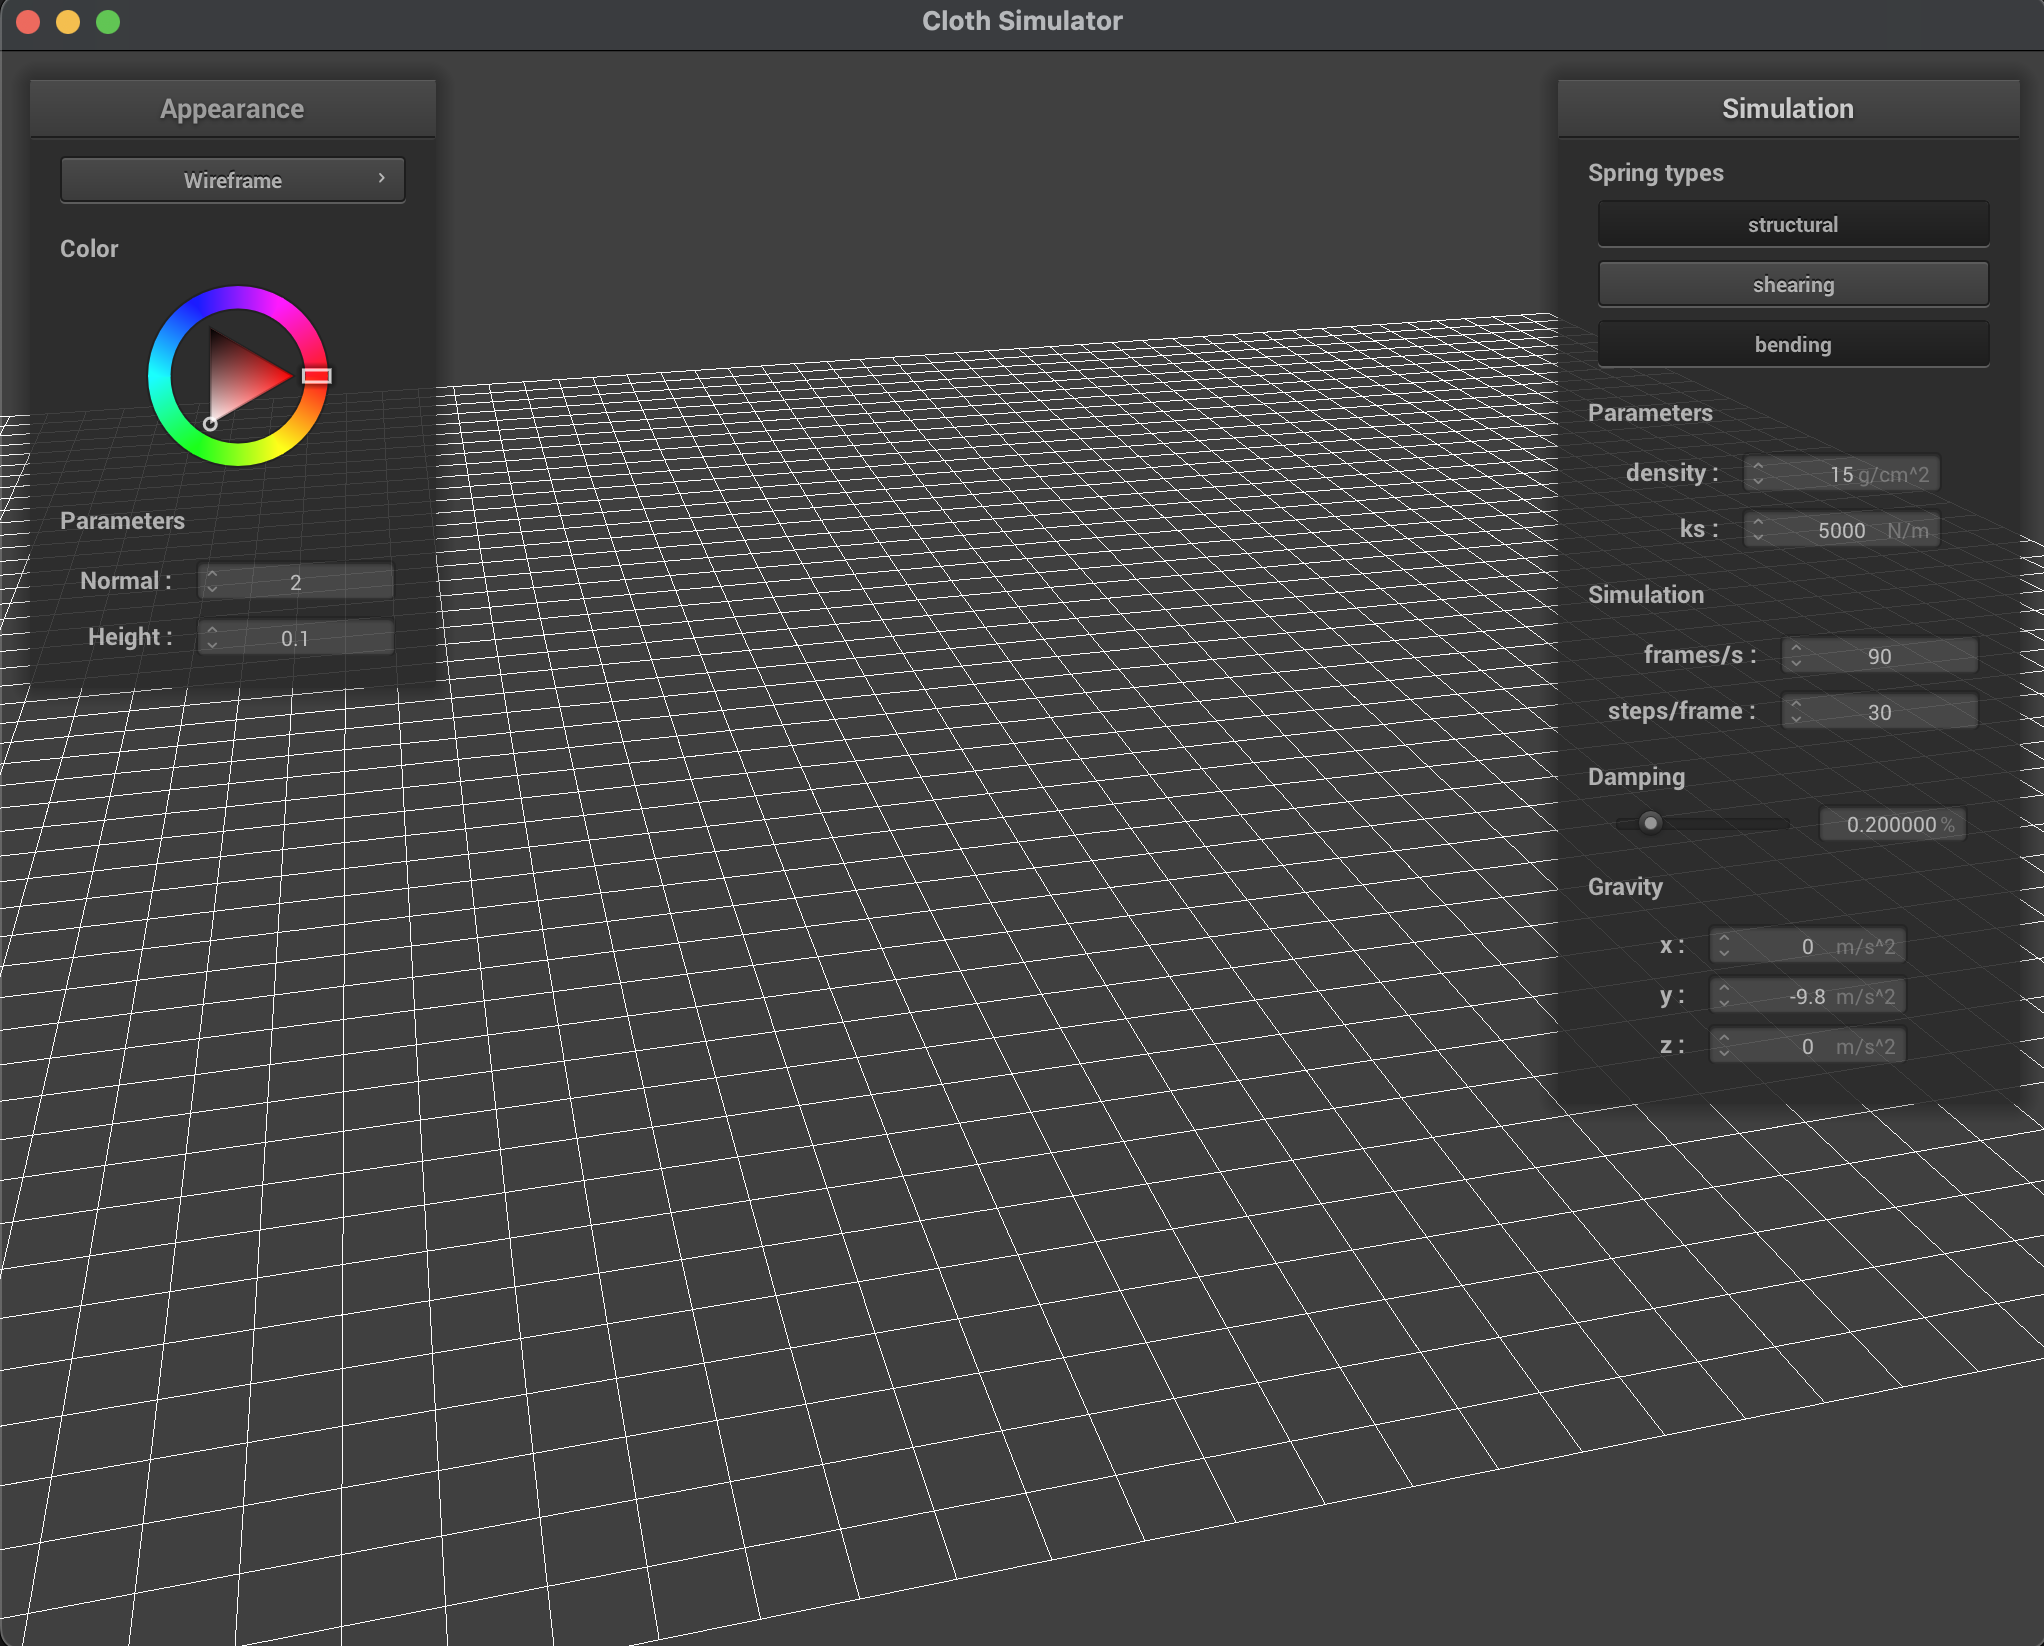 Cloth Simulator
Appearance
Wireframe
Color
Parameters
Normal : 2
Height : 0.1
Simulation
Spring types
structural
shearing
bending
Parameters
density : 15 g/cm^2
ks : 5000 N/m
Simulation
frames/s : 90
steps/frame : 30
Damping
0.200000 %
Gravity
x : 0 m/s^2
y : -9.8 m/s^2
z : 0 m/s^2